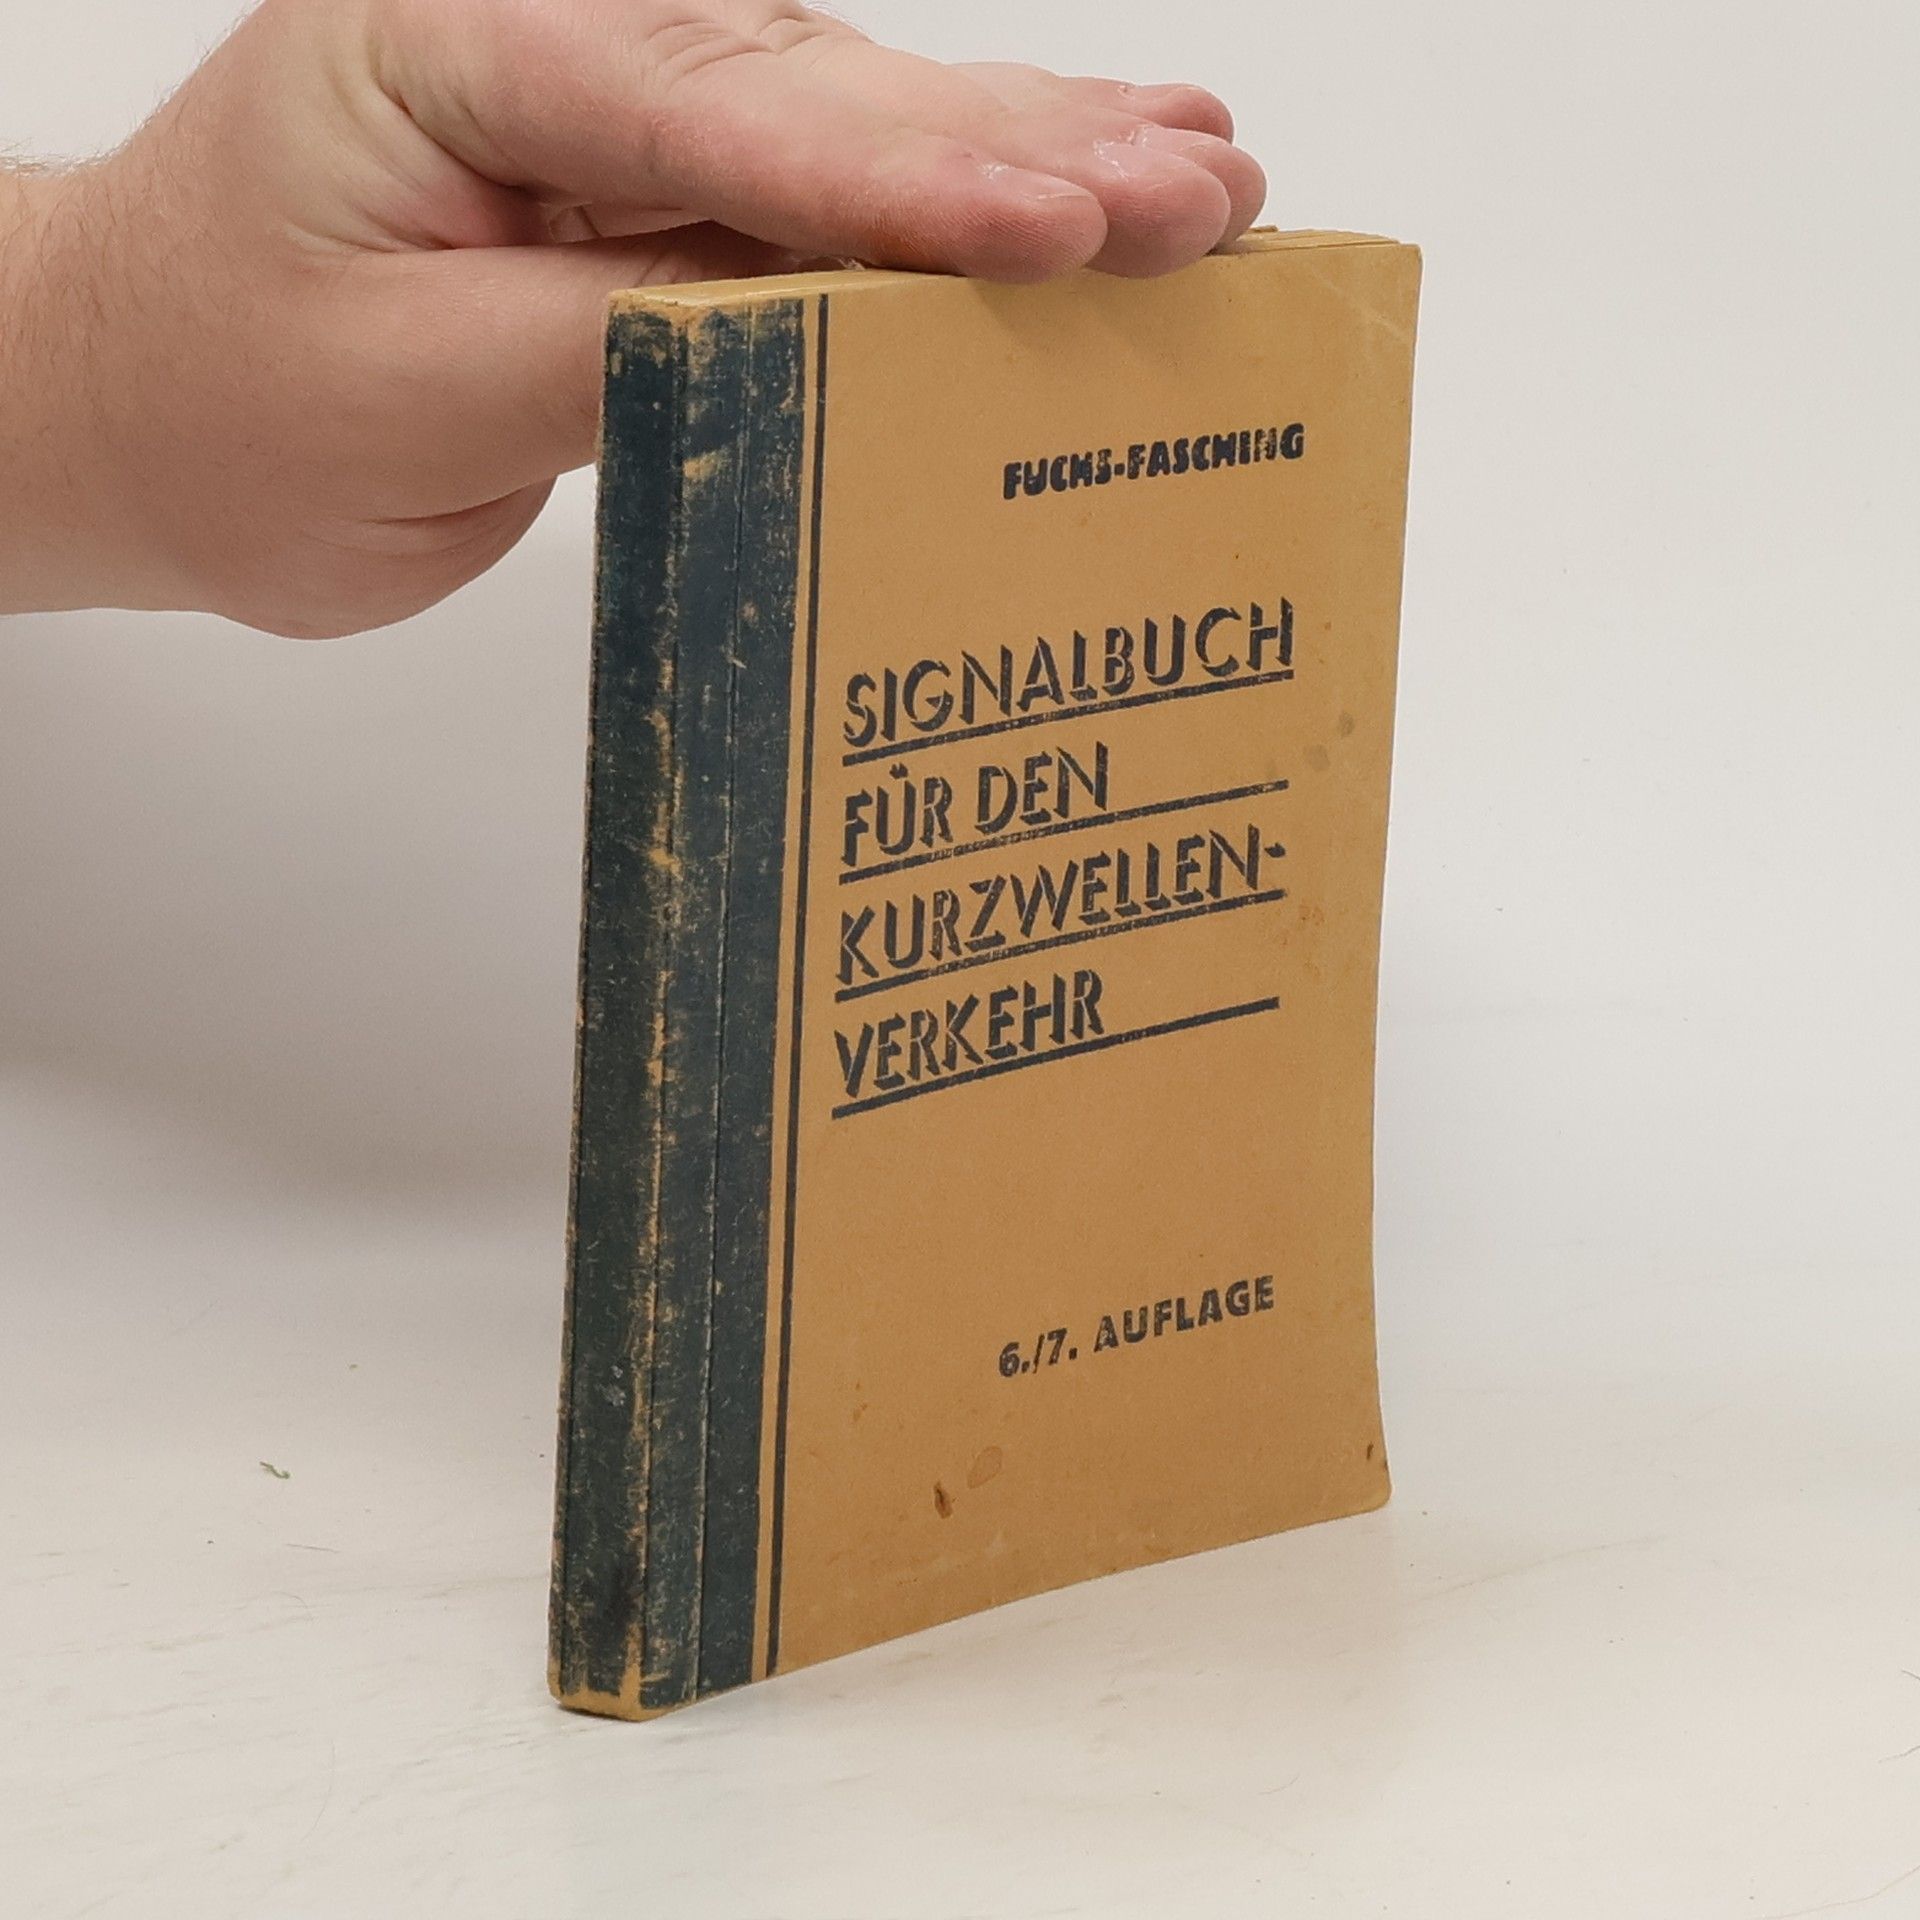 FUCHS-FASCHING
SIGNALBUCH
FÜR DEN
KURZWELLEN-
VERKEHR
6./7. AUFLAGE